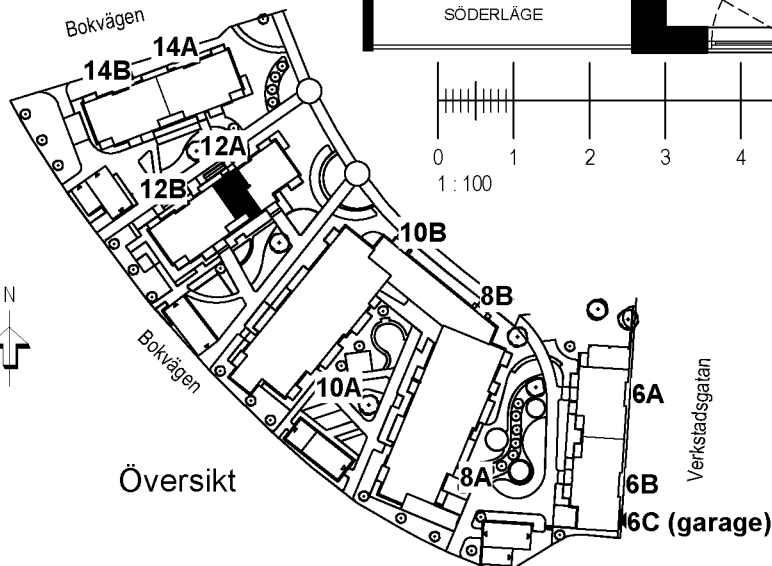 Bokvägen
SÖDERLÄGE
14A
14B
0 1 2 3 4
1 : 100
12A
12B
10B
N
8B
Bokvägen
10A
6A
Verkstadsgatan
Översikt
8A
6B
6C (garage)